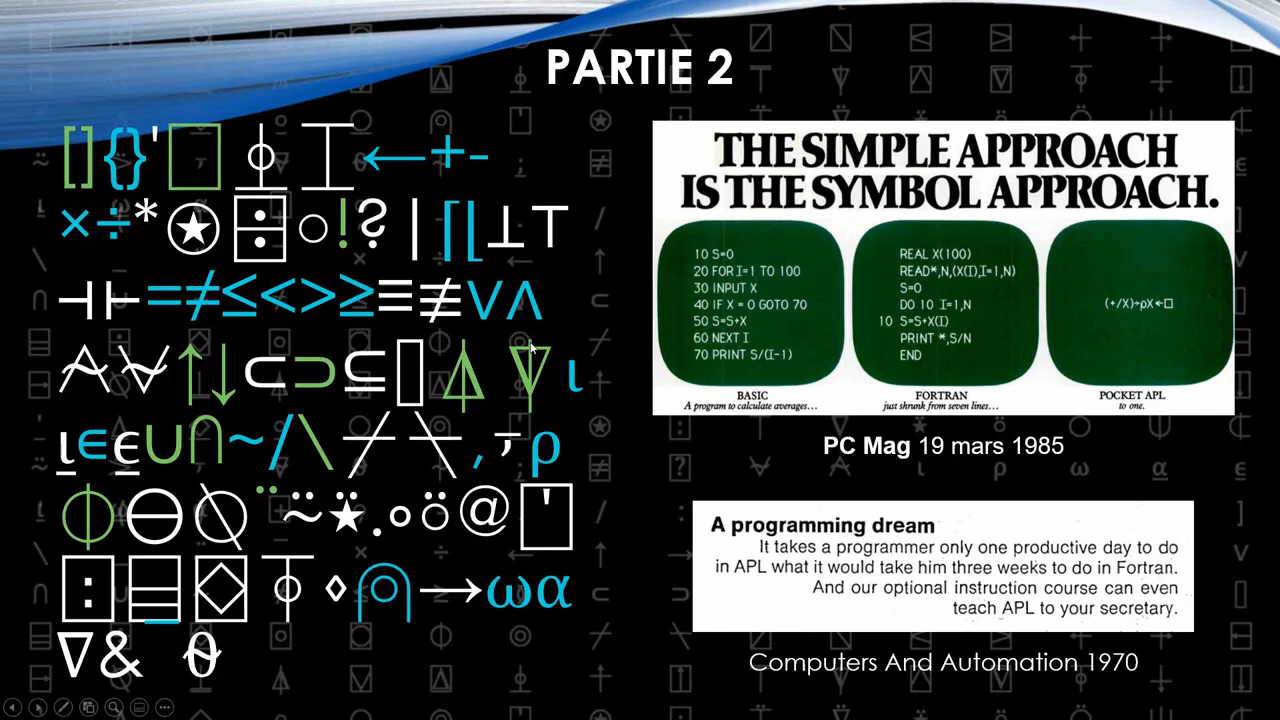 PARTIE 2
[]{}'⎕⍎⌶←+-
×÷*⍟⌹○!?|⌈⌊⊥⊤
⊣⊢=≠≤<>≥≡≢∨∧
⍲⍱↑↓⊂⊃⊆⌷⍋⍒⍳
⍸∊⍷∪∩~/\⌿⍀,⍪⍴
⌽⊖⍉¨⍨⍣.∘⍤@⍞
⍠⌸⌺⍕⋄⍝→⍵⍺
∇& ⍬
THE SIMPLE APPROACH
IS THE SYMBOL APPROACH.
10 S=0
20 FOR I=1 TO 100
30 INPUT X
40 IF X = 0 GOTO 70
50 S=S+X
60 NEXT I
70 PRINT S/(I-1)
BASIC
A program to calculate averages...
REAL X(100)
READ*,N,(X(I),I=1,N)
S=0
DO 10 I=1,N
10 S=S+X(I)
PRINT *,S/N
END
FORTRAN
just shrunk from seven lines...
(+/X)÷⍴X←⎕
POCKET APL
to one.
PC Mag 19 mars 1985
A programming dream
It takes a programmer only one productive day to do
in APL what it would take him three weeks to do in Fortran.
And our optional instruction course can even
teach APL to your secretary.
Computers And Automation 1970